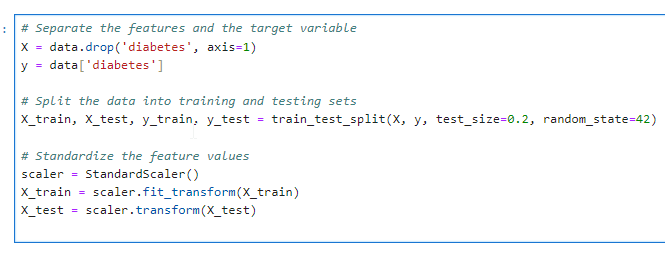 # Separate the features and the target variable
X = data.drop('diabetes', axis=1)
y = data['diabetes']
# Split the data into training and testing sets
X_train, X_test, y_train, y_test = train_test_split(X, y, test_size=0.2, random_state=42)
# Standardize the feature values
scaler = StandardScaler()
X_train = scaler.fit_transform(X_train)
X_test = scaler.transform(X_test)